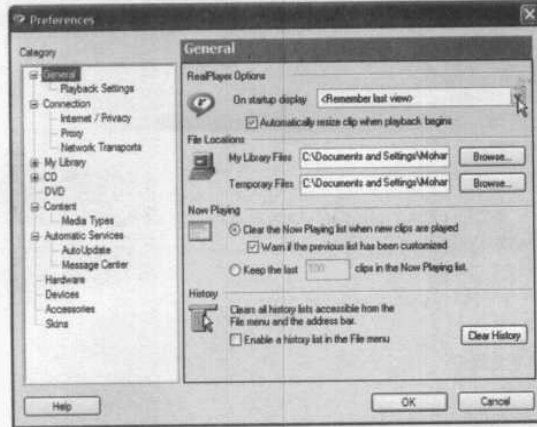 Preferences
Category
General
Playback Settings
Connection
Internet / Privacy
Proxy
Network Transports
My Library
CD
DVD
Content
Media Types
Automatic Services
AutoUpdate
Message Center
Hardware
Devices
Accessories
Skins
General
RealPlayer Options
On startup display <Remember last view>
Automatically resize clip when playback begins
File Locations
My Library Files C:\Documents and Settings\Mohar Browse...
Temporary Files C:\Documents and Settings\Mohar Browse...
Now Playing
Clear the Now Playing list when new clips are played
Warn if the previous list has been customized
Keep the last 100 clips in the Now Playing list.
History
Clears all history lists accessible from the
File menu and the address bar.
Enable a history list in the File menu
Clear History
Help OK Cancel